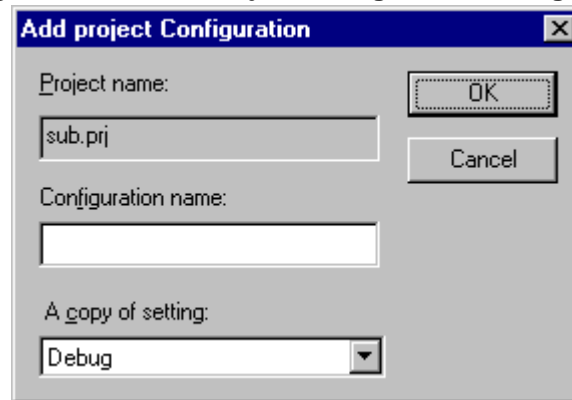 Add project Configuration
Project name:
OK
sub.prj
Cancel
Configuration name:
A copy of setting:
Debug